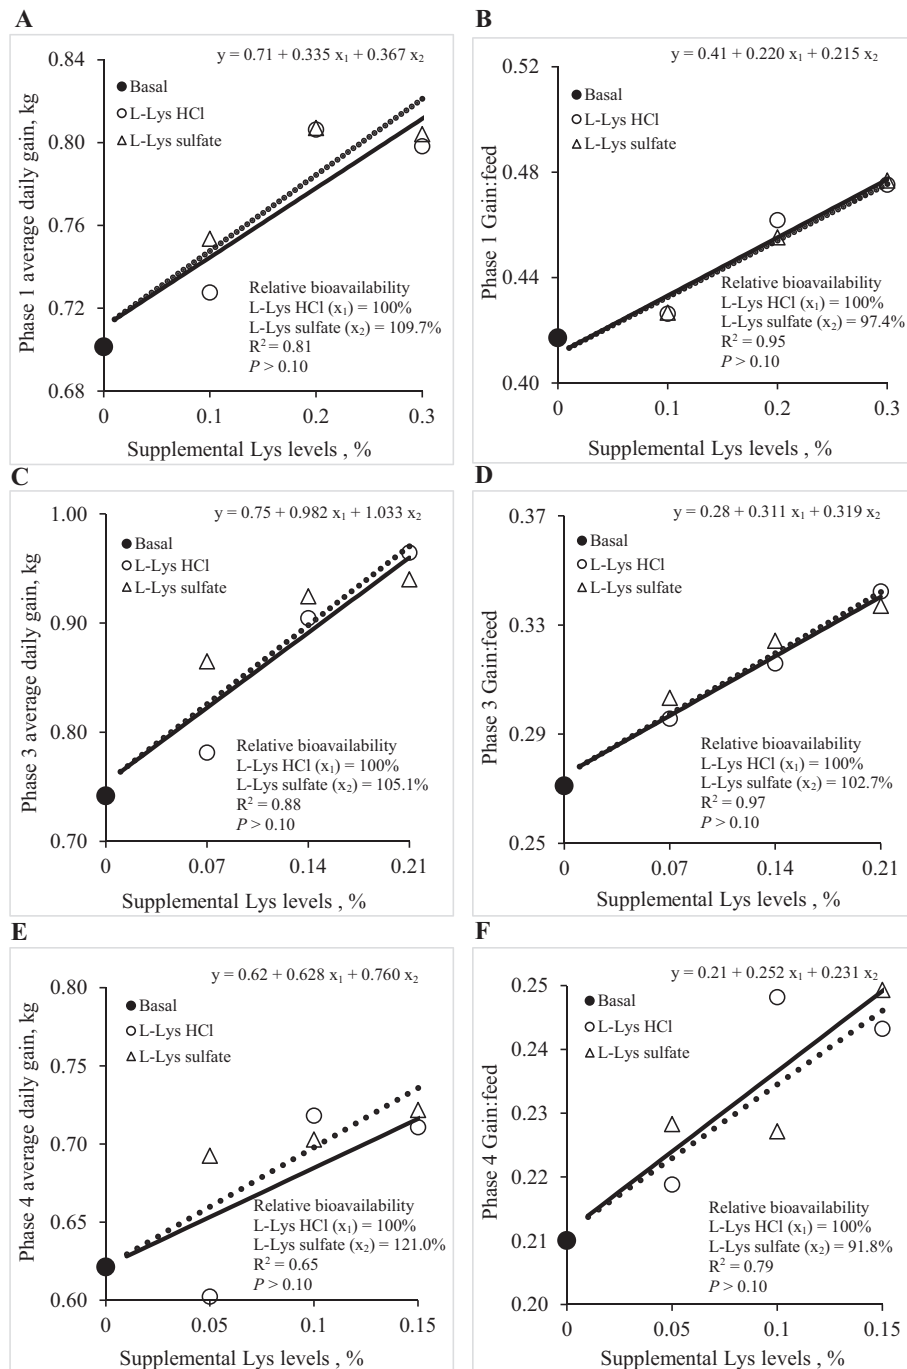 A
y = 0.71 + 0.335 x₁ + 0.367 x₂
Basal
L-Lys HCl
L-Lys sulfate
Phase 1 average daily gain, kg
0.84
0.80
0.76
0.72
0.68
Relative bioavailability
L-Lys HCl (x₁) = 100%
L-Lys sulfate (x₂) = 109.7%
R² = 0.81
P > 0.10
0 0.1 0.2 0.3
Supplemental Lys levels , %
B
y = 0.41 + 0.220 x₁ + 0.215 x₂
Basal
L-Lys HCl
L-Lys sulfate
Phase 1 Gain:feed
0.52
0.48
0.44
0.40
Relative bioavailability
L-Lys HCl (x₁) = 100%
L-Lys sulfate (x₂) = 97.4%
R² = 0.95
P > 0.10
0 0.1 0.2 0.3
Supplemental Lys levels , %
C
y = 0.75 + 0.982 x₁ + 1.033 x₂
Basal
L-Lys HCl
L-Lys sulfate
Phase 3 average daily gain, kg
1.00
0.90
0.80
0.70
Relative bioavailability
L-Lys HCl (x₁) = 100%
L-Lys sulfate (x₂) = 105.1%
R² = 0.88
P > 0.10
0 0.07 0.14 0.21
Supplemental Lys levels , %
D
y = 0.28 + 0.311 x₁ + 0.319 x₂
Basal
L-Lys HCl
L-Lys sulfate
Phase 3 Gain:feed
0.37
0.33
0.29
0.25
Relative bioavailability
L-Lys HCl (x₁) = 100%
L-Lys sulfate (x₂) = 102.7%
R² = 0.97
P > 0.10
0 0.07 0.14 0.21
Supplemental Lys levels , %
E
y = 0.62 + 0.628 x₁ + 0.760 x₂
Basal
L-Lys HCl
L-Lys sulfate
Phase 4 average daily gain, kg
0.80
0.75
0.70
0.65
0.60
Relative bioavailability
L-Lys HCl (x₁) = 100%
L-Lys sulfate (x₂) = 121.0%
R² = 0.65
P > 0.10
0 0.05 0.1 0.15
Supplemental Lys levels , %
F
y = 0.21 + 0.252 x₁ + 0.231 x₂
Basal
L-Lys HCl
L-Lys sulfate
Phase 4 Gain:feed
0.25
0.24
0.23
0.22
0.21
0.20
Relative bioavailability
L-Lys HCl (x₁) = 100%
L-Lys sulfate (x₂) = 91.8%
R² = 0.79
P > 0.10
0 0.05 0.1 0.15
Supplemental Lys levels , %